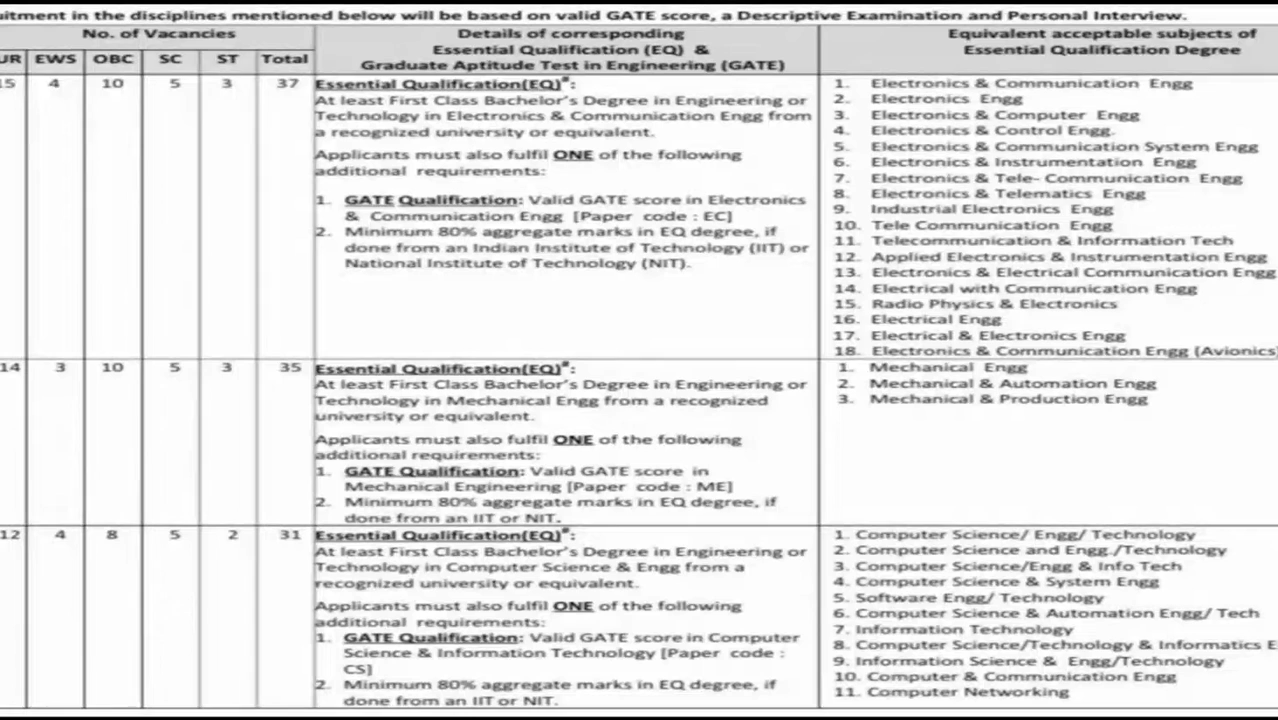 uitment in the disciplines mentioned below will be based on valid GATE score, a Descriptive Examination and Personal Interview.
No. of Vacancies
Details of corresponding
Essential Qualification (EQ) &
Graduate Aptitude Test in Engineering (GATE)
Equivalent acceptable subjects of
Essential Qualification Degree
UR EWS OBC SC ST Total
15 4 10 5 3 37
Essential Qualification(EQ)#:
At least First Class Bachelor's Degree in Engineering or
Technology in Electronics & Communication Engg from
a recognized university or equivalent.
Applicants must also fulfil ONE of the following
additional requirements:
1. GATE Qualification: Valid GATE score in Electronics
& Communication Engg [Paper code : EC]
2. Minimum 80% aggregate marks in EQ degree, if
done from an Indian Institute of Technology (IIT) or
National Institute of Technology (NIT).
1. Electronics & Communication Engg
2. Electronics Engg
3. Electronics & Computer Engg
4. Electronics & Control Engg.
5. Electronics & Communication System Engg
6. Electronics & Instrumentation Engg
7. Electronics & Tele- Communication Engg
8. Electronics & Telematics Engg
9. Industrial Electronics Engg
10. Tele Communication Engg
11. Telecommunication & Information Tech
12. Applied Electronics & Instrumentation Engg
13. Electronics & Electrical Communication Engg
14. Electrical with Communication Engg
15. Radio Physics & Electronics
16. Electrical Engg
17. Electrical & Electronics Engg
18. Electronics & Communication Engg (Avionics)
14 3 10 5 3 35
Essential Qualification(EQ)#:
At least First Class Bachelor's Degree in Engineering or
Technology in Mechanical Engg from a recognized
university or equivalent.
Applicants must also fulfil ONE of the following
additional requirements:
1. GATE Qualification: Valid GATE score in
Mechanical Engineering [Paper code : ME]
2. Minimum 80% aggregate marks in EQ degree, if
done from an IIT or NIT.
1. Mechanical Engg
2. Mechanical & Automation Engg
3. Mechanical & Production Engg
12 4 8 5 2 31
Essential Qualification(EQ)#:
At least First Class Bachelor's Degree in Engineering or
Technology in Computer Science & Engg from a
recognized university or equivalent.
Applicants must also fulfil ONE of the following
additional requirements:
1. GATE Qualification: Valid GATE score in Computer
Science & Information Technology [Paper code :
CS]
2. Minimum 80% aggregate marks in EQ degree, if
done from an IIT or NIT.
1. Computer Science/ Engg/ Technology
2. Computer Science and Engg./Technology
3. Computer Science/Engg & Info Tech
4. Computer Science & System Engg
5. Software Engg/ Technology
6. Computer Science & Automation Engg/ Tech
7. Information Technology
8. Computer Science/Technology & Informatics E
9. Information Science & Engg/Technology
10. Computer & Communication Engg
11. Computer Networking